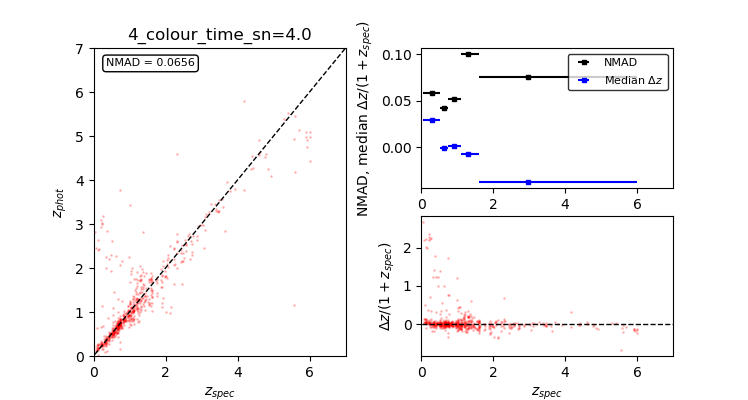 4_colour_time_sn=4.0
NMAD = 0.0656
7
6
5
4
3
2
1
0
z_phot
0 2 4 6
z_spec
NMAD, median Δz/(1 + z_spec)
0.10
0.05
0.00
NMAD
Median Δz
0 2 4 6
Δz/(1 + z_spec)
2
1
0
0 2 4 6
z_spec